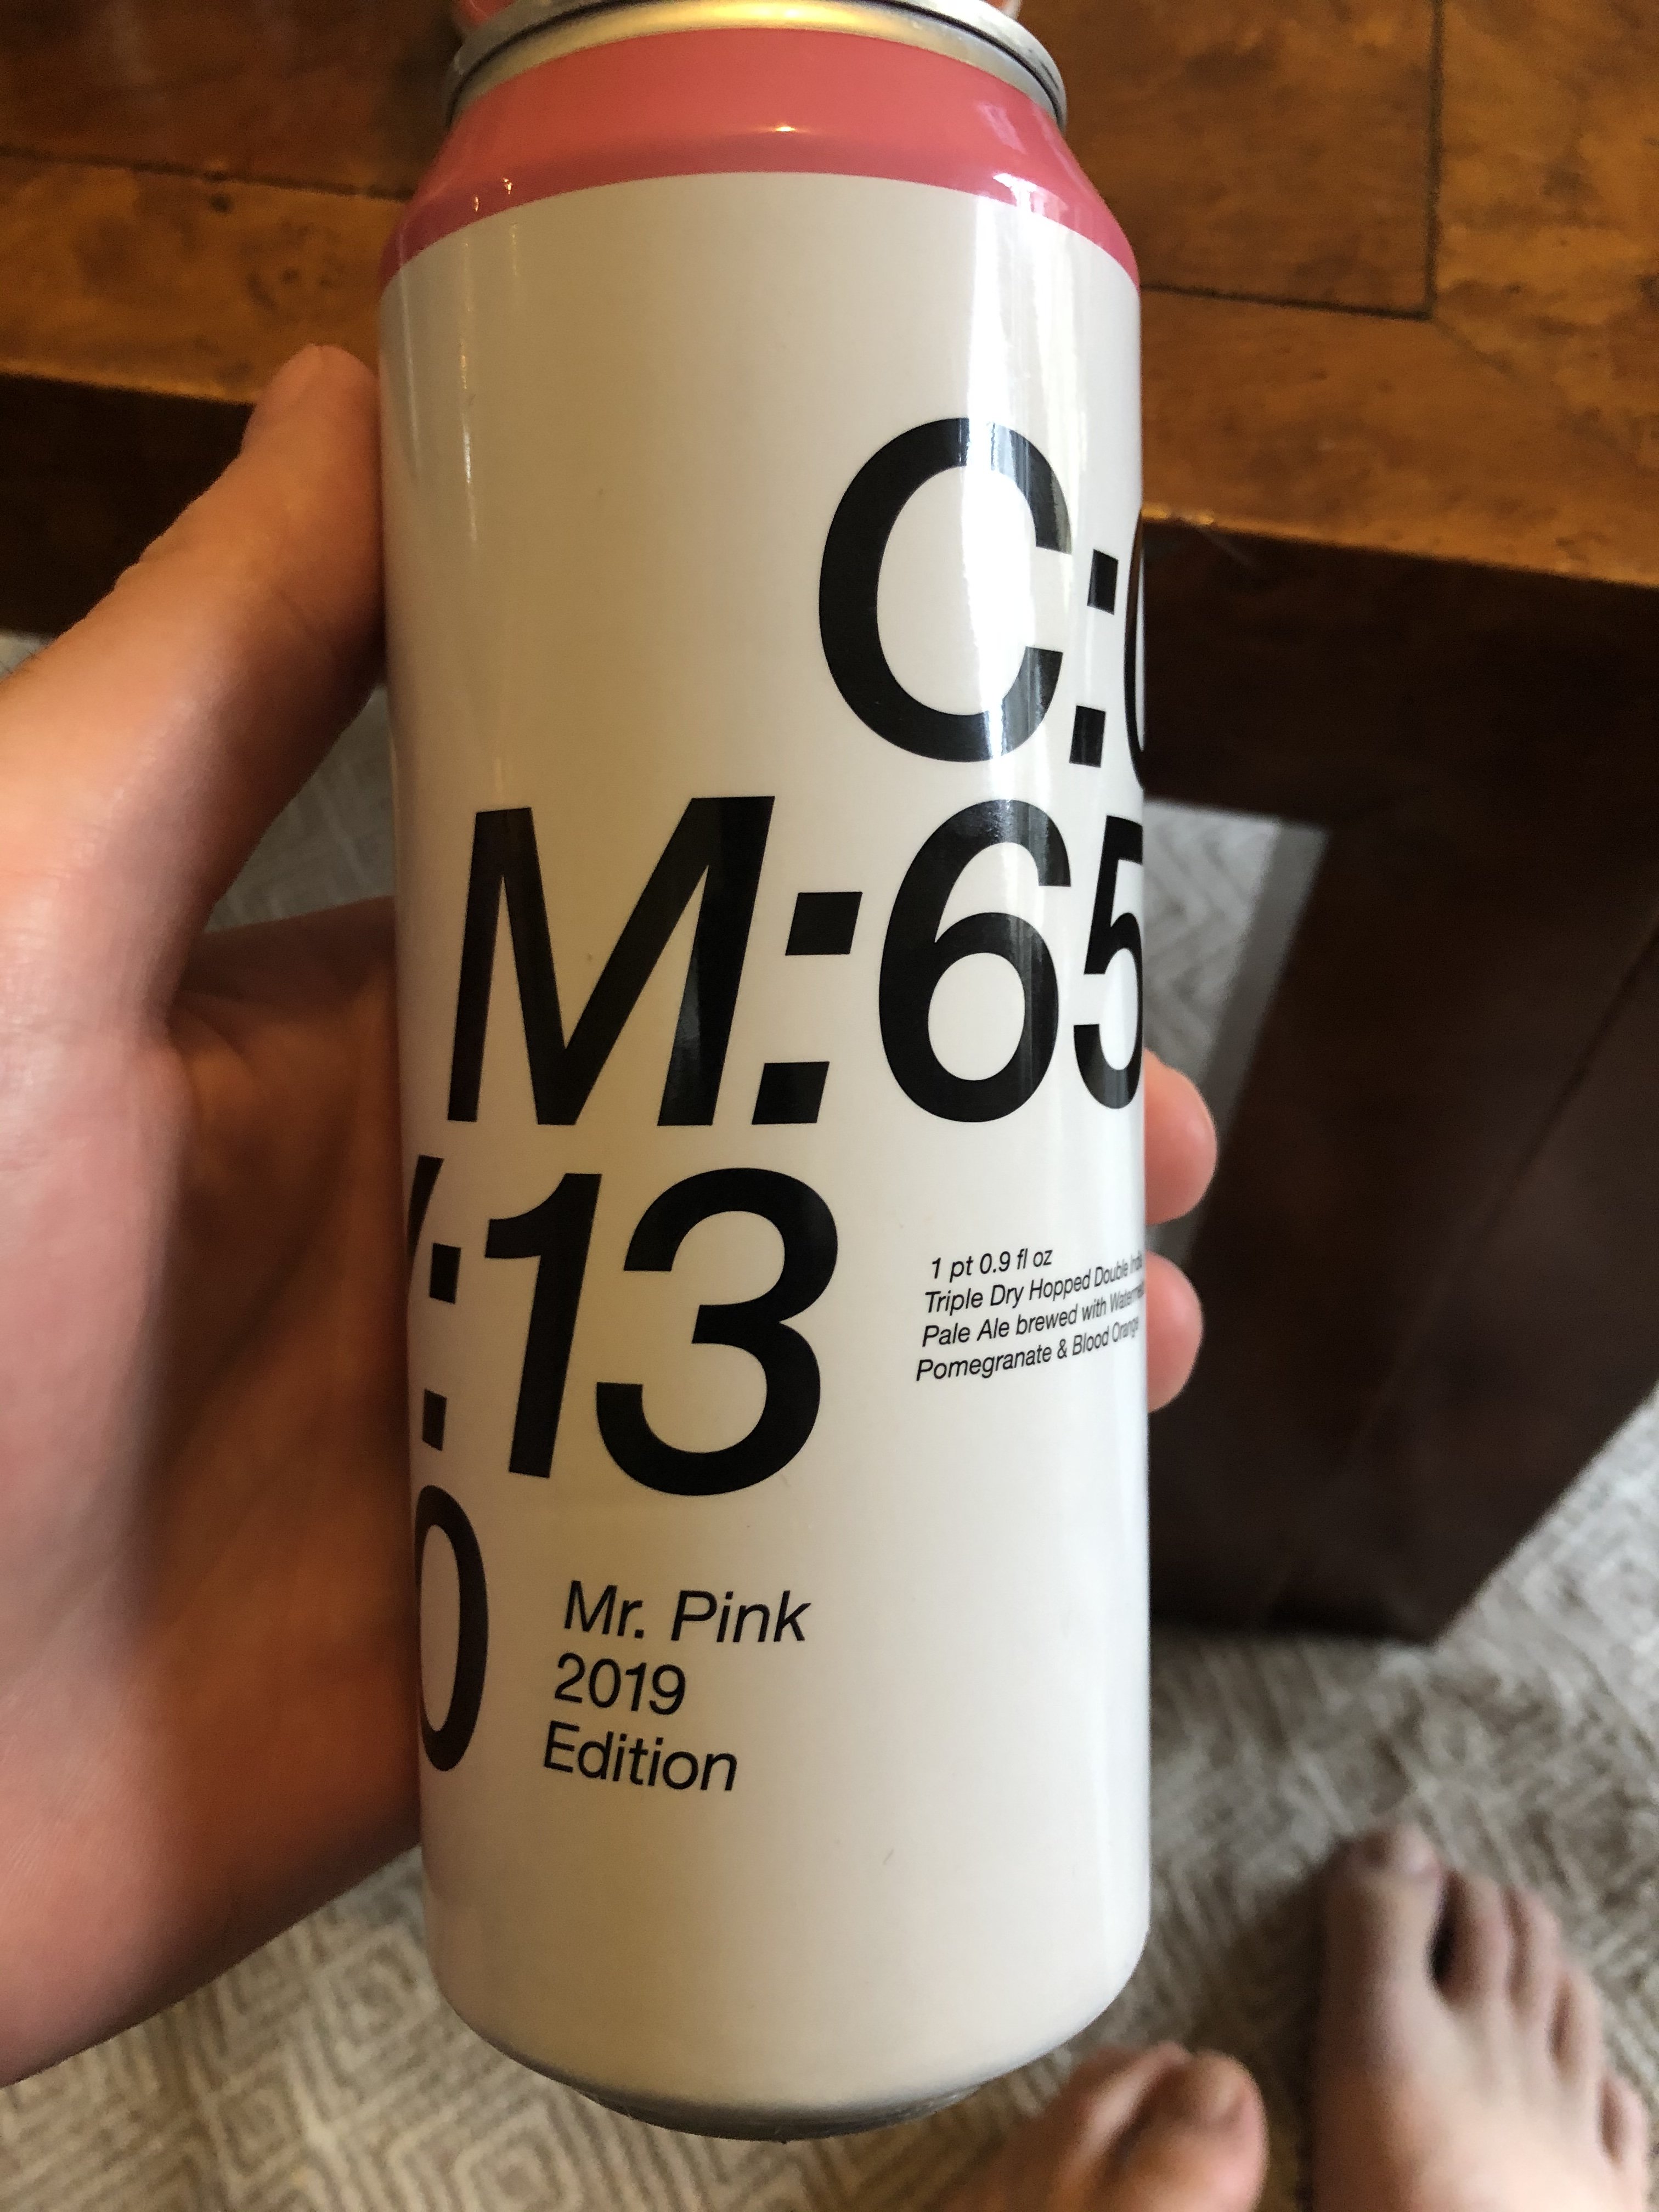 C:
M:65
:13
0
1 pt 0.9 fl oz
Triple Dry Hopped Double
Pale Ale brewed with
Pomegranate & Blood Orange
Mr. Pink
2019
Edition